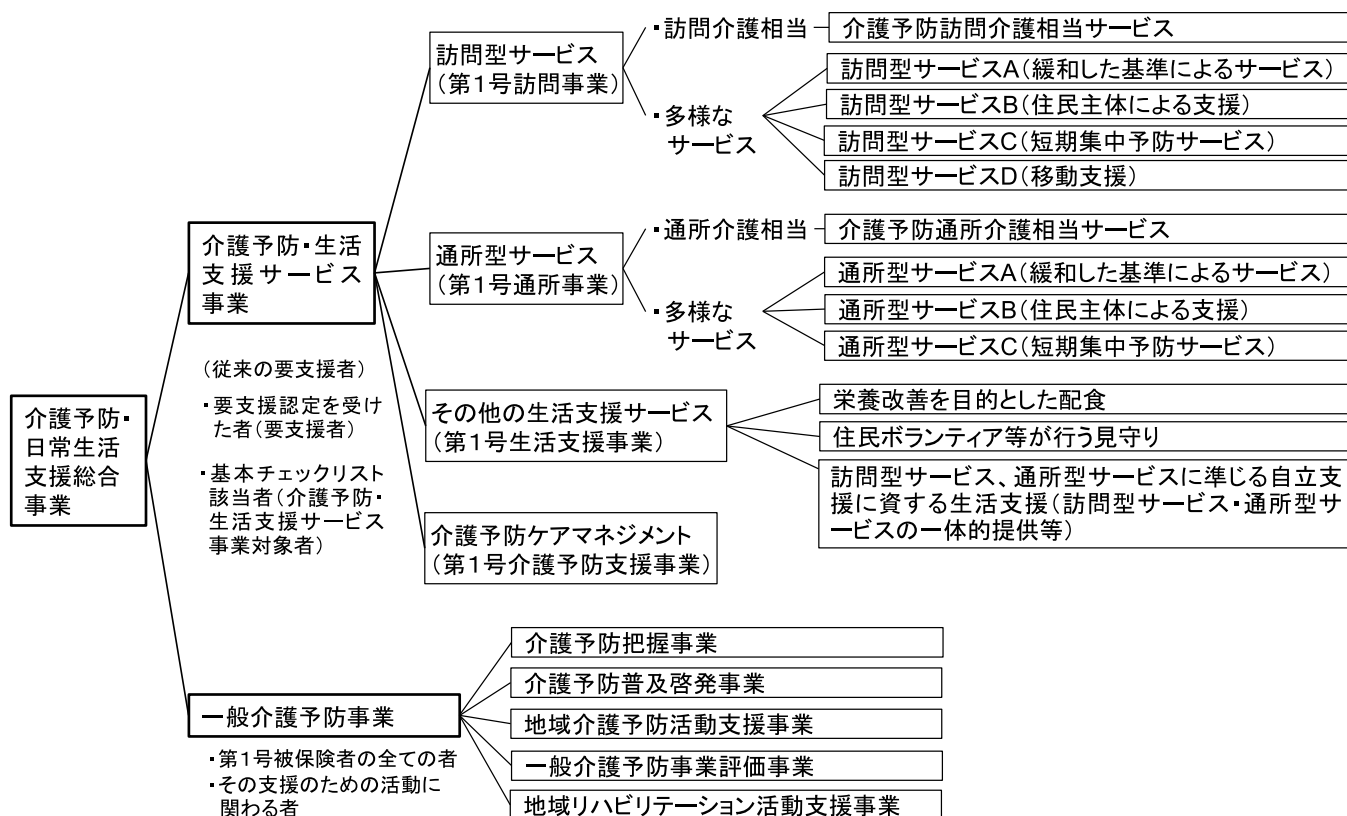 介護予防・
日常生活
支援総合
事業
介護予防・生活
支援サービス
事業
(従来の要支援者)
・要支援認定を受け
た者(要支援者)
・基本チェックリスト
該当者(介護予防・
生活支援サービス
事業対象者)
訪問型サービス
(第1号訪問事業)
・訪問介護相当
介護予防訪問介護相当サービス
・多様な
サービス
訪問型サービスA(緩和した基準によるサービス)
訪問型サービスB(住民主体による支援)
訪問型サービスC(短期集中予防サービス)
訪問型サービスD(移動支援)
通所型サービス
(第1号通所事業)
・通所介護相当
介護予防通所介護相当サービス
・多様な
サービス
通所型サービスA(緩和した基準によるサービス)
通所型サービスB(住民主体による支援)
通所型サービスC(短期集中予防サービス)
その他の生活支援サービス
(第1号生活支援事業)
栄養改善を目的とした配食
住民ボランティア等が行う見守り
訪問型サービス、通所型サービスに準じる自立支
援に資する生活支援(訪問型サービス・通所型サ
ービスの一体的提供等)
介護予防ケアマネジメント
(第1号介護予防支援事業)
一般介護予防事業
・第1号被保険者の全ての者
・その支援のための活動に
関わる者
介護予防把握事業
介護予防普及啓発事業
地域介護予防活動支援事業
一般介護予防事業評価事業
地域リハビリテーション活動支援事業